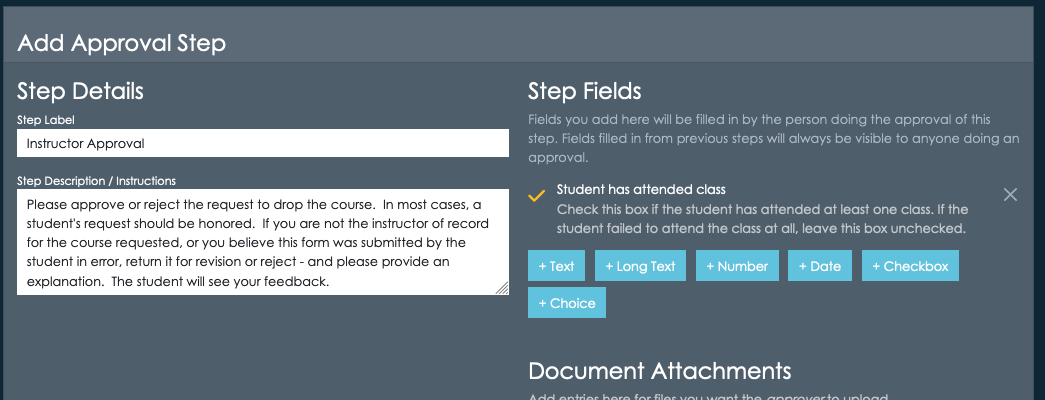 Add Approval Step
Step Details
Step Label
Instructor Approval
Step Description / Instructions
Please approve or reject the request to drop the course.  In most cases, a
student's request should be honored.  If you are not the instructor of record
for the course requested, or you believe this form was submitted by the
student in error, return it for revision or reject - and please provide an
explanation.  The student will see your feedback.
Step Fields
Fields you add here will be filled in by the person doing the approval of this
step. Fields filled in from previous steps will always be visible to anyone doing an
approval.
Student has attended class
Check this box if the student has attended at least one class. If the
student failed to attend the class at all, leave this box unchecked.
+ Text + Long Text + Number + Date + Checkbox
+ Choice
Document Attachments
Add entries here for files you want the approver to upload